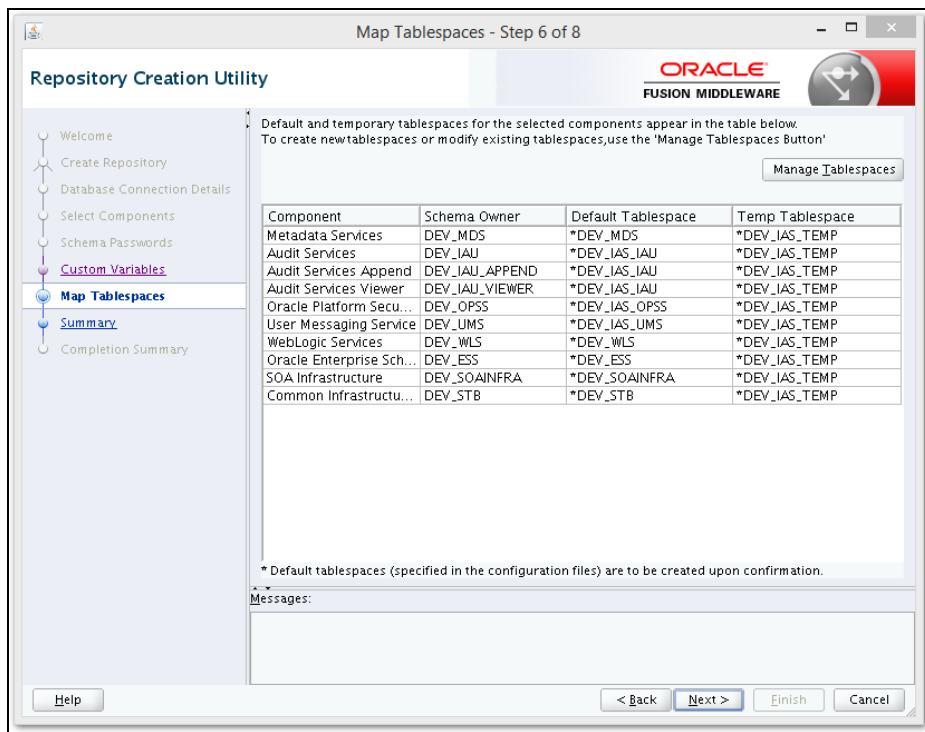 Map Tablespaces - Step 6 of 8
Repository Creation Utility
ORACLE
FUSION MIDDLEWARE
Welcome
Create Repository
Database Connection Details
Select Components
Schema Passwords
Custom Variables
Map Tablespaces
Summary
Completion Summary
Default and temporary tablespaces for the selected components appear in the table below.
To create new tablespaces or modify existing tablespaces,use the 'Manage Tablespaces Button'
Manage Tablespaces
Component Schema Owner Default Tablespace Temp Tablespace
Metadata Services DEV_MDS *DEV_MDS *DEV_IAS_TEMP
Audit Services DEV_IAU *DEV_IAS_IAU *DEV_IAS_TEMP
Audit Services Append DEV_IAU_APPEND *DEV_IAS_IAU *DEV_IAS_TEMP
Audit Services Viewer DEV_IAU_VIEWER *DEV_IAS_IAU *DEV_IAS_TEMP
Oracle Platform Secu... DEV_OPSS *DEV_IAS_OPSS *DEV_IAS_TEMP
User Messaging Service DEV_UMS *DEV_IAS_UMS *DEV_IAS_TEMP
WebLogic Services DEV_WLS *DEV_WLS *DEV_IAS_TEMP
Oracle Enterprise Sch... DEV_ESS *DEV_ESS *DEV_IAS_TEMP
SOA Infrastructure DEV_SOAINFRA *DEV_SOAINFRA *DEV_IAS_TEMP
Common Infrastructu... DEV_STB *DEV_STB *DEV_IAS_TEMP
* Default tablespaces (specified in the configuration files) are to be created upon confirmation.
Messages:
Help
< Back
Next >
Finish
Cancel